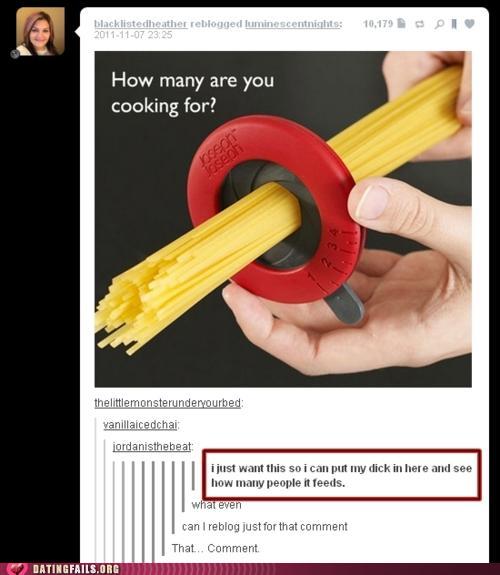 blacklistedheather reblogged luminescentnights:
10,179
2011-11-07 23:25
How many are you
cooking for?
joseph
joseph
1 2 3 4
thelittlemonsterunderyourbed:
vanillaicedchai:
jordanisthebeat:
i just want this so i can put my dick in here and see
how many people it feeds.
what even
can I reblog just for that comment
That... Comment.
DATINGFAILS.ORG